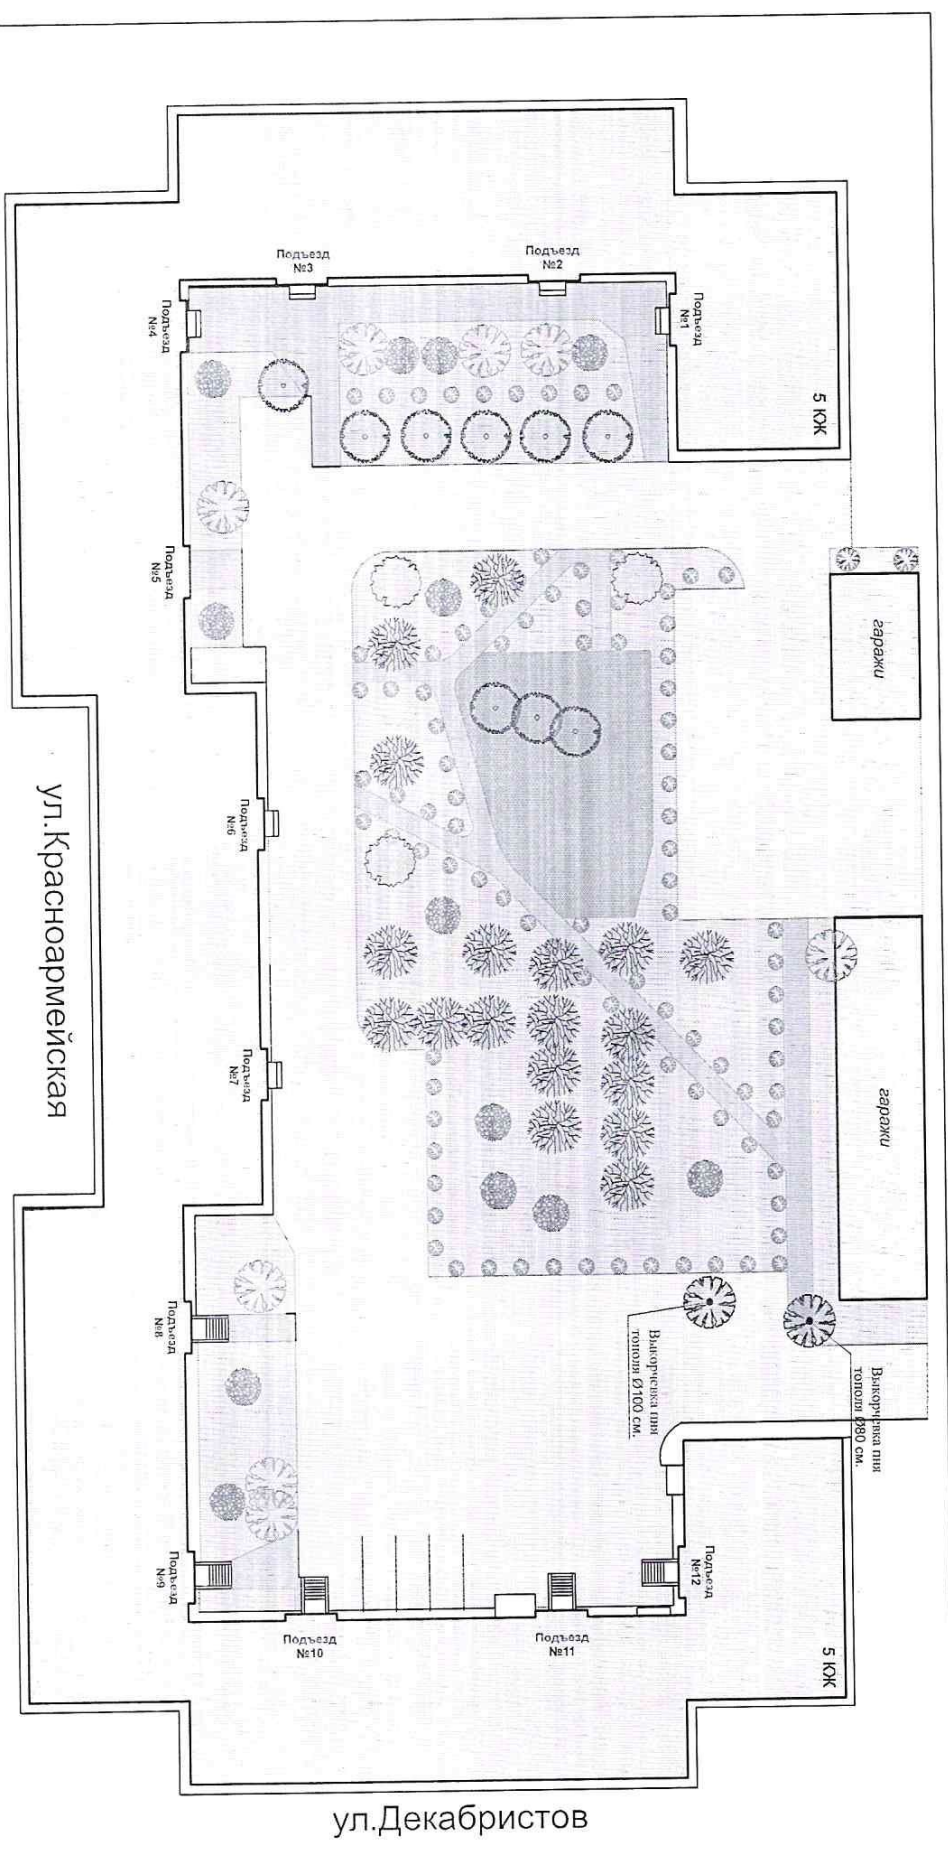 Подъезд
№3
Подъезд
№2
Подъезд
№4
Подъезд
№1
5 КЖ
Подъезд
№5
гаражи
Подъезд
№6
ул.Красноармейская
Подъезд
№7
гаражи
Подъезд
№8
Выкорчевка пня
тополя Ø100 см.
Выкорчевка пня
тополя Ø80 см.
Подъезд
№9
Подъезд
№12
Подъезд
№10
Подъезд
№11
5 КЖ
ул.Декабристов